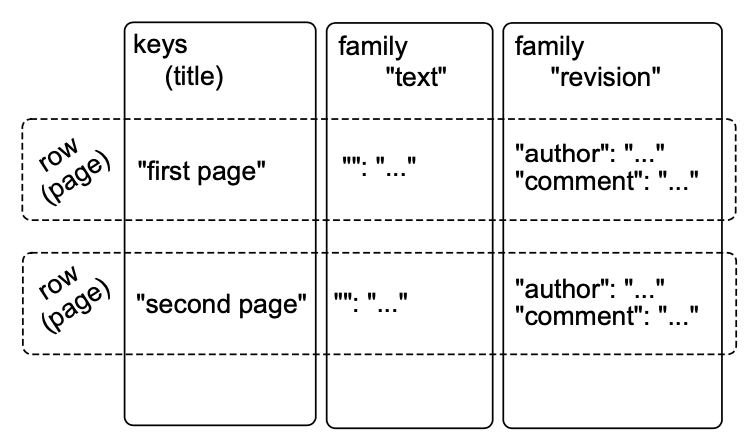 keys
(title)
family
"text"
family
"revision"
row
(page)
"first page"
"": "..."
"author": "..."
"comment": "..."
row
(page)
"second page"
"": "..."
"author": "..."
"comment": "..."